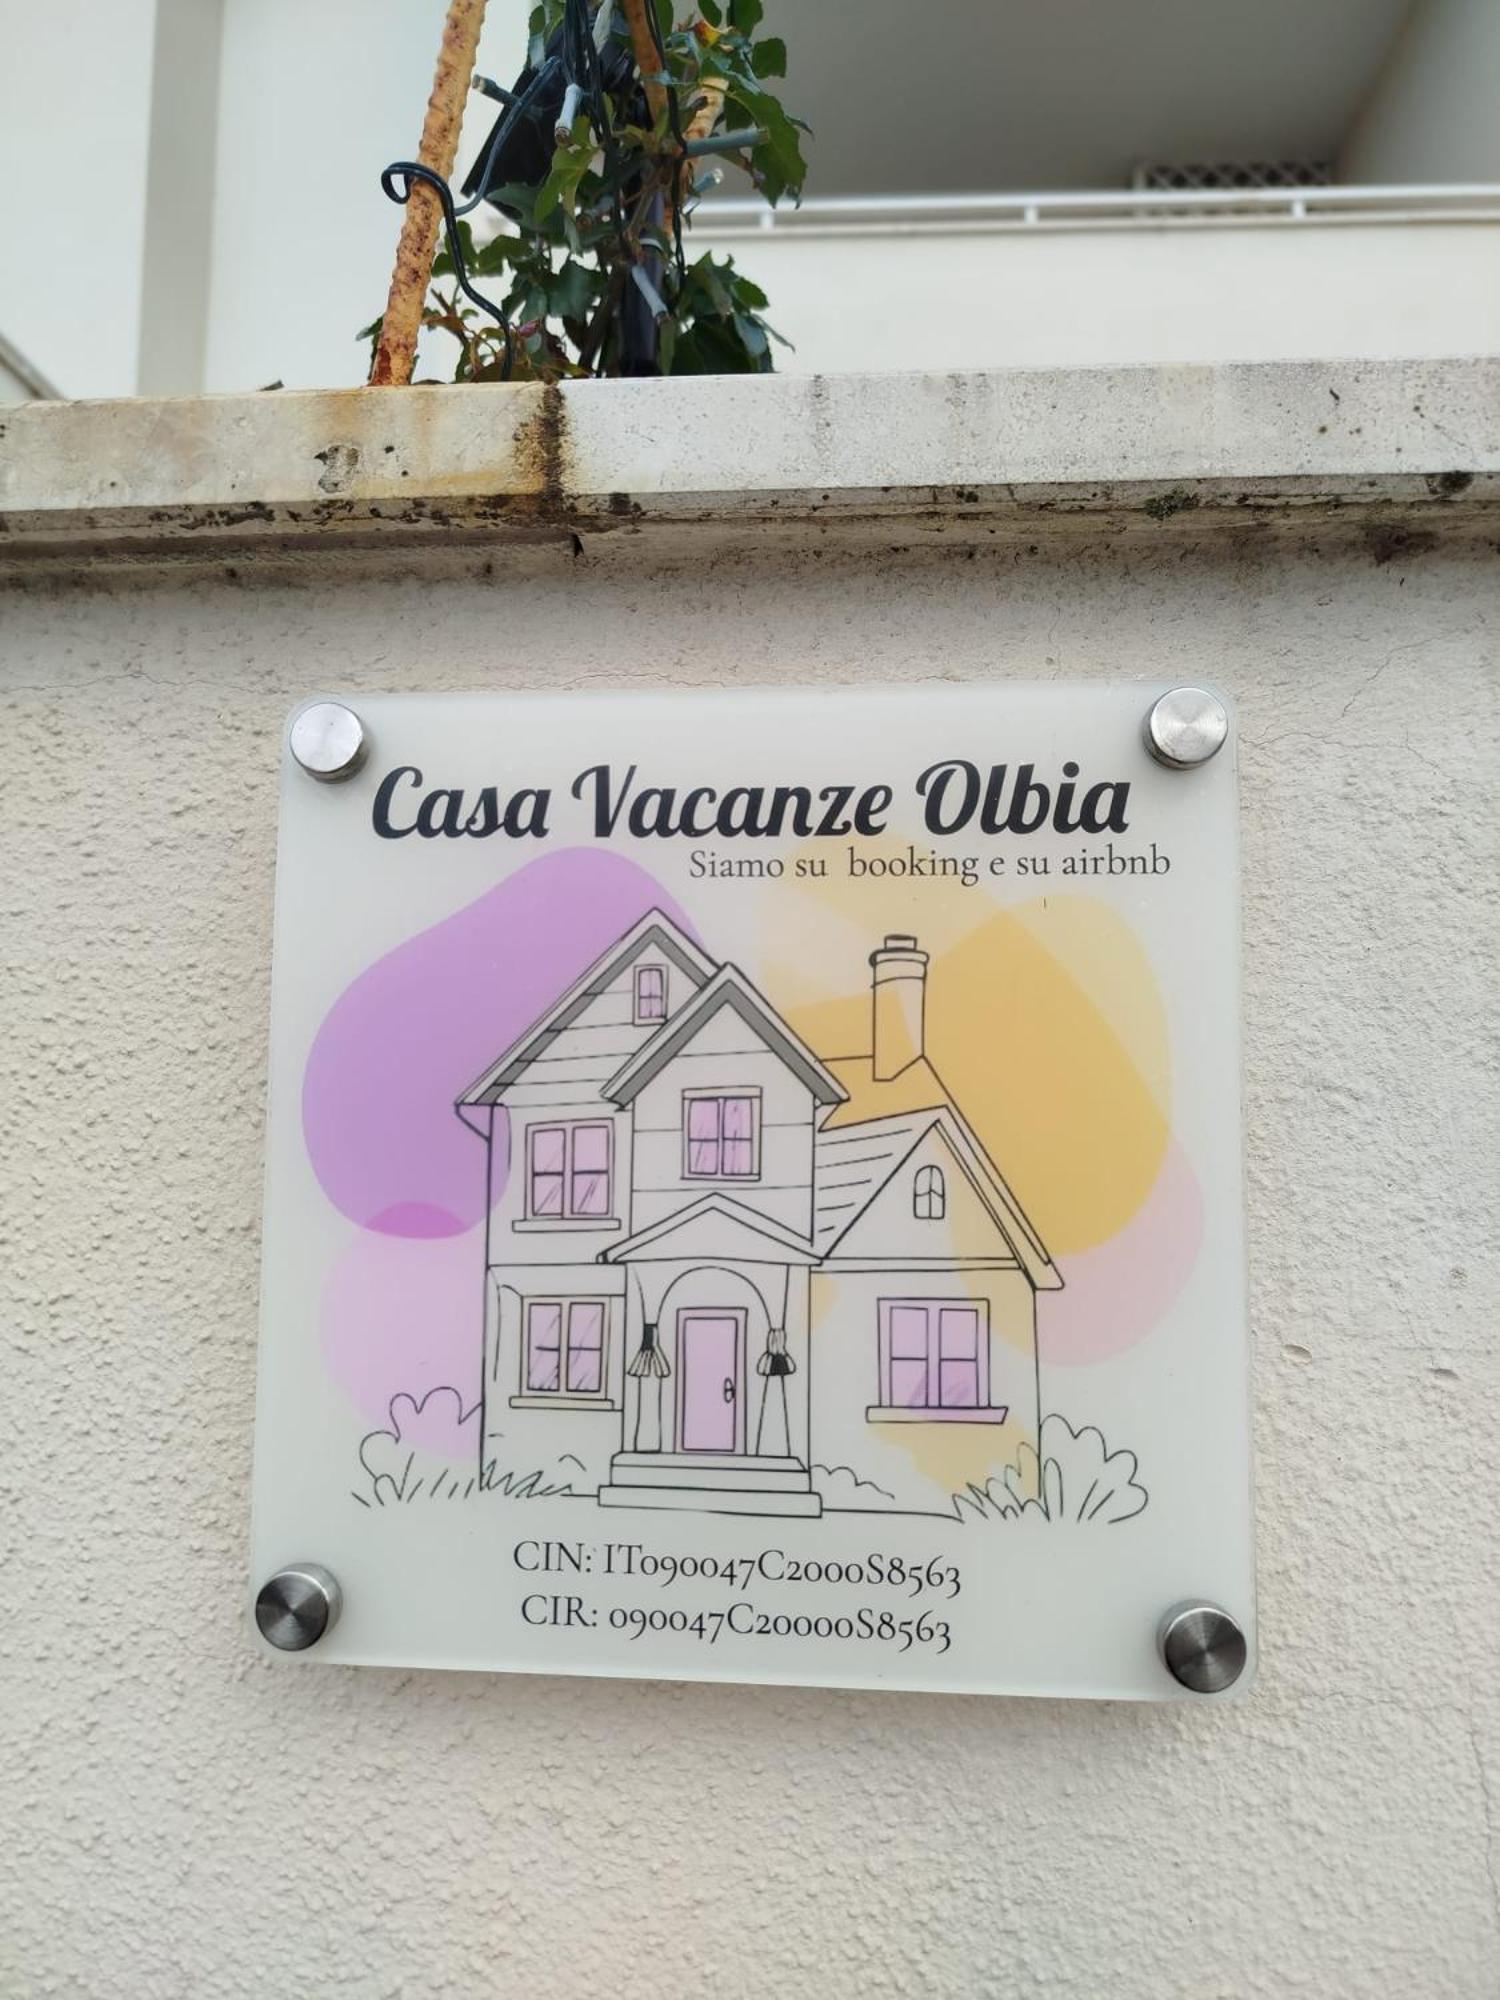 Casa Vacanze Olbia
Siamo su booking e su airbnb
CIN: IT090047C2000S8563
CIR: 090047C20000S8563